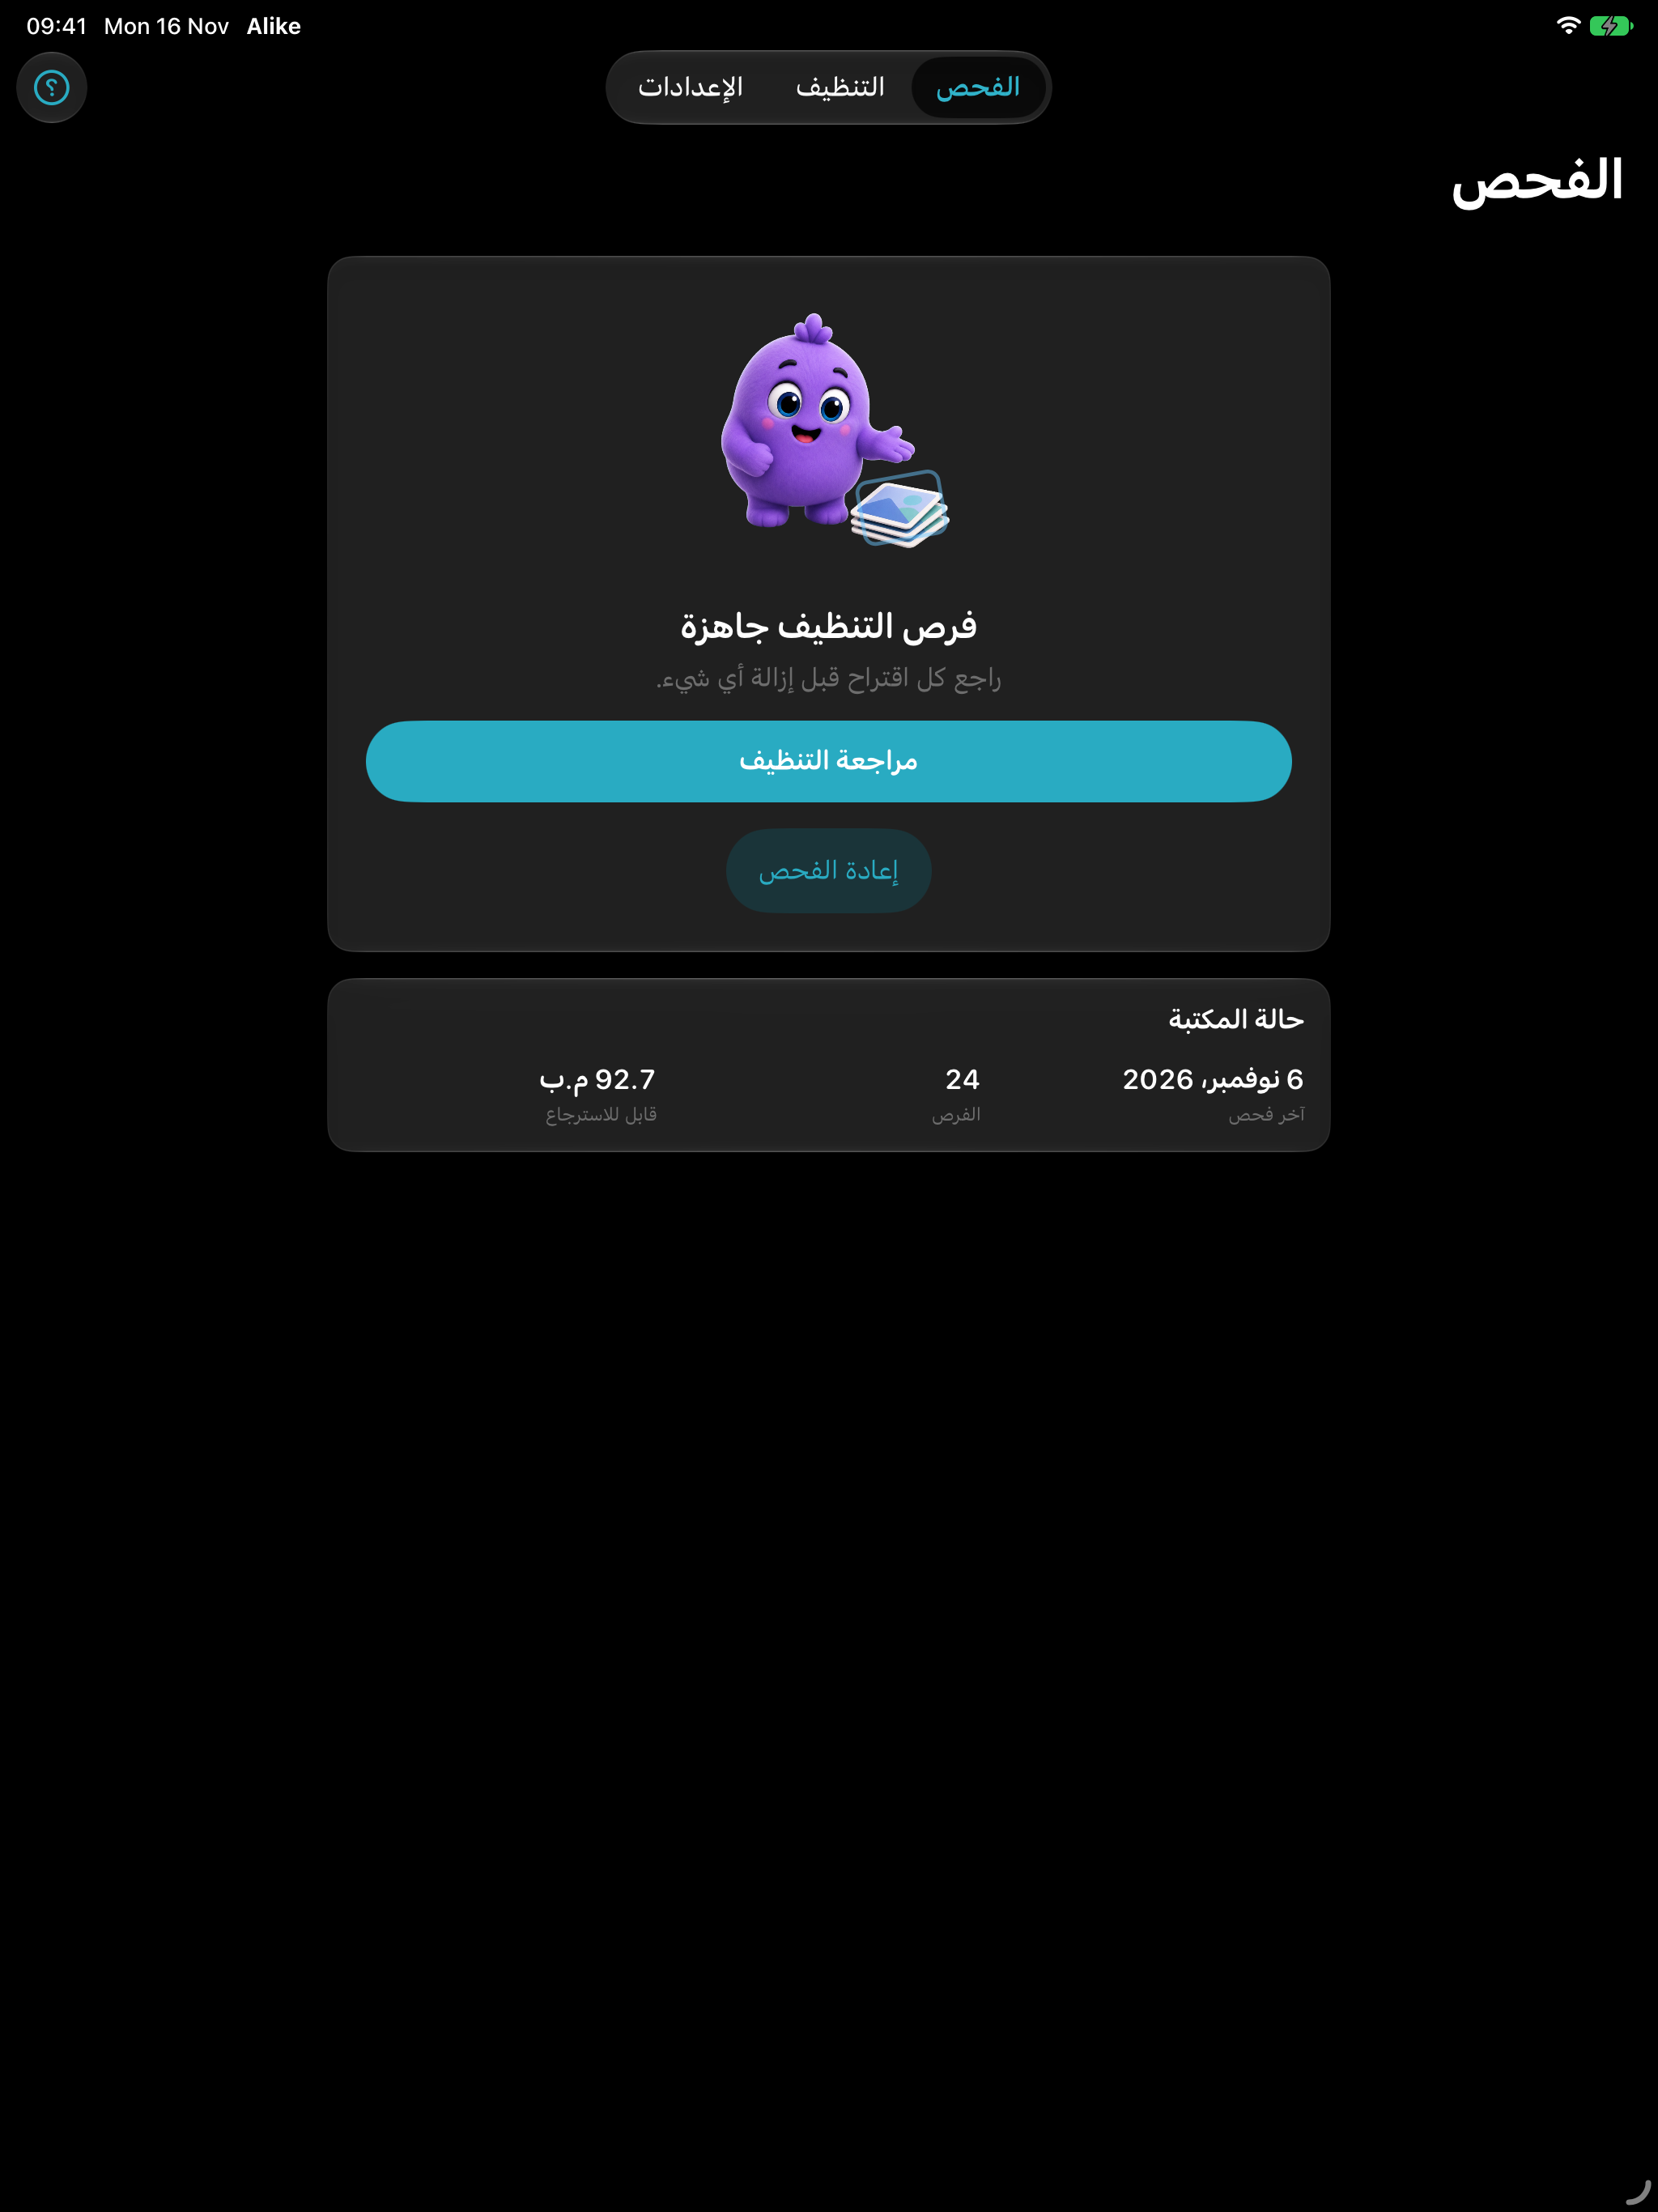 09:41 Mon 16 Nov Alike
؟
الفحص التنظيف الإعدادات
الفحص
فرص التنظيف جاهزة
راجع كل اقتراح قبل إزالة أي شيء.
مراجعة التنظيف
إعادة الفحص
حالة المكتبة
6 نوفمبر، 2026 24 92.7 م.ب
آخر فحص الفرص قابل للاسترجاع